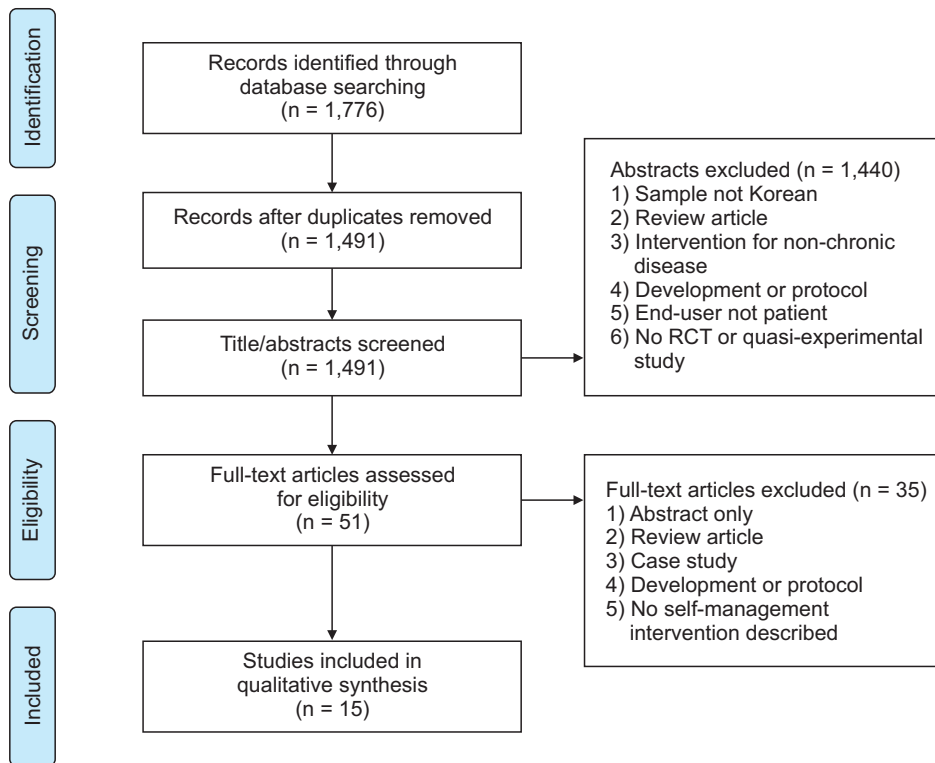 Identification
Records identified through
database searching
(n = 1,776)
Screening
Records after duplicates removed
(n = 1,491)
Title/abstracts screened
(n = 1,491)
Abstracts excluded (n = 1,440)
1) Sample not Korean
2) Review article
3) Intervention for non-chronic
disease
4) Development or protocol
5) End-user not patient
6) No RCT or quasi-experimental
study
Eligibility
Full-text articles assessed
for eligibility
(n = 51)
Full-text articles excluded (n = 35)
1) Abstract only
2) Review article
3) Case study
4) Development or protocol
5) No self-management
intervention described
Included
Studies included in
qualitative synthesis
(n = 15)